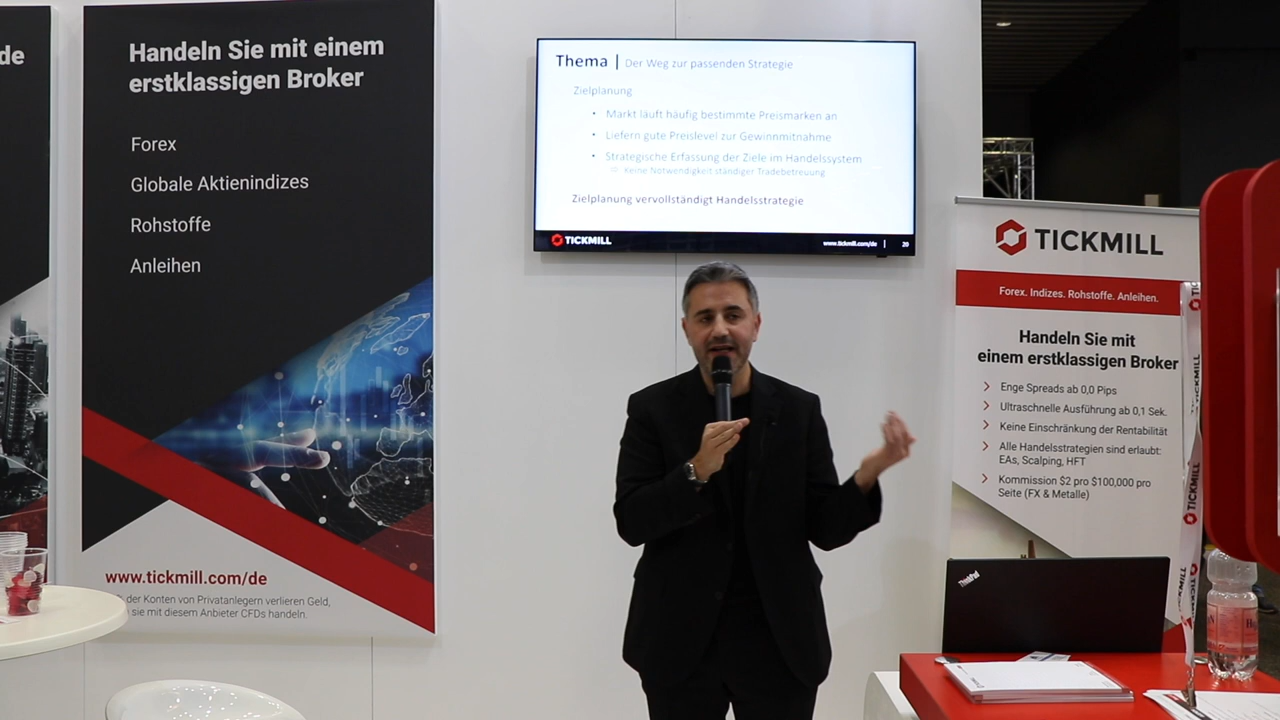 de
Handeln Sie mit einem
erstklassigen Broker
Forex
Globale Aktienindizes
Rohstoffe
Anleihen
www.tickmill.com/de
der Konten von Privatanlegern verlieren Geld,
sie mit diesem Anbieter CFDs handeln.
Thema | Der Weg zur passenden Strategie
Zielplanung
• Markt läuft häufig bestimmte Preismarken an
• Liefern gute Preislevel zur Gewinnmitnahme
• Strategische Erfassung der Ziele im Handelssystem
⇨ Keine Notwendigkeit ständiger Tradebetreuung
Zielplanung vervollständigt Handelsstrategie
TICKMILL
www.tickmill.com/de | 20
TICKMILL
Forex. Indizes. Rohstoffe. Anleihen.
Handeln Sie mit
einem erstklassigen Broker
Enge Spreads ab 0,0 Pips
Ultraschnelle Ausführung ab 0,1 Sek.
Keine Einschränkung der Rentabilität
Alle Handelsstrategien sind erlaubt:
EAs, Scalping, HFT
Kommission $2 pro $100,000 pro
Seite (FX & Metalle)
TICKMILL
TICKMILL
TICKMILL
ThinkPad